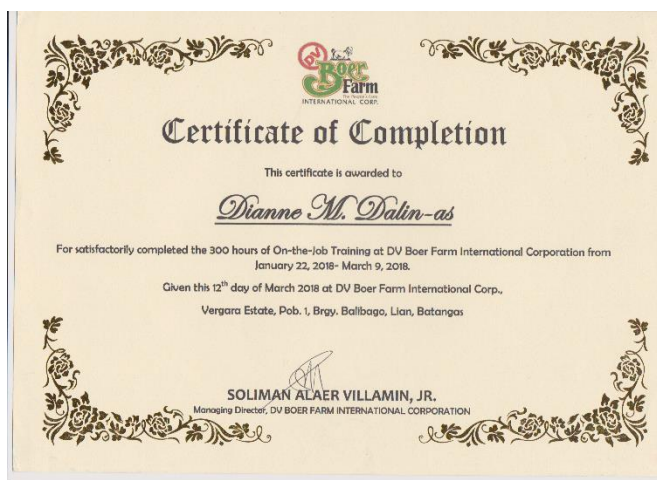 DV
Boer
Farm
INTERNATIONAL CORP.
Certificate of Completion
This certificate is awarded to
Dianne M. Dalin-as
For satisfactorily completed the 300 hours of On-the-Job Training at DV Boer Farm International Corporation from
January 22, 2018- March 9, 2018.
Given this 12th day of March 2018 at DV Boer Farm International Corp.,
Vergara Estate, Pob. 1, Brgy. Balibago, Lian, Batangas
SOLIMAN ALAER VILLAMIN, JR.
Managing Director, DV BOER FARM INTERNATIONAL CORPORATION